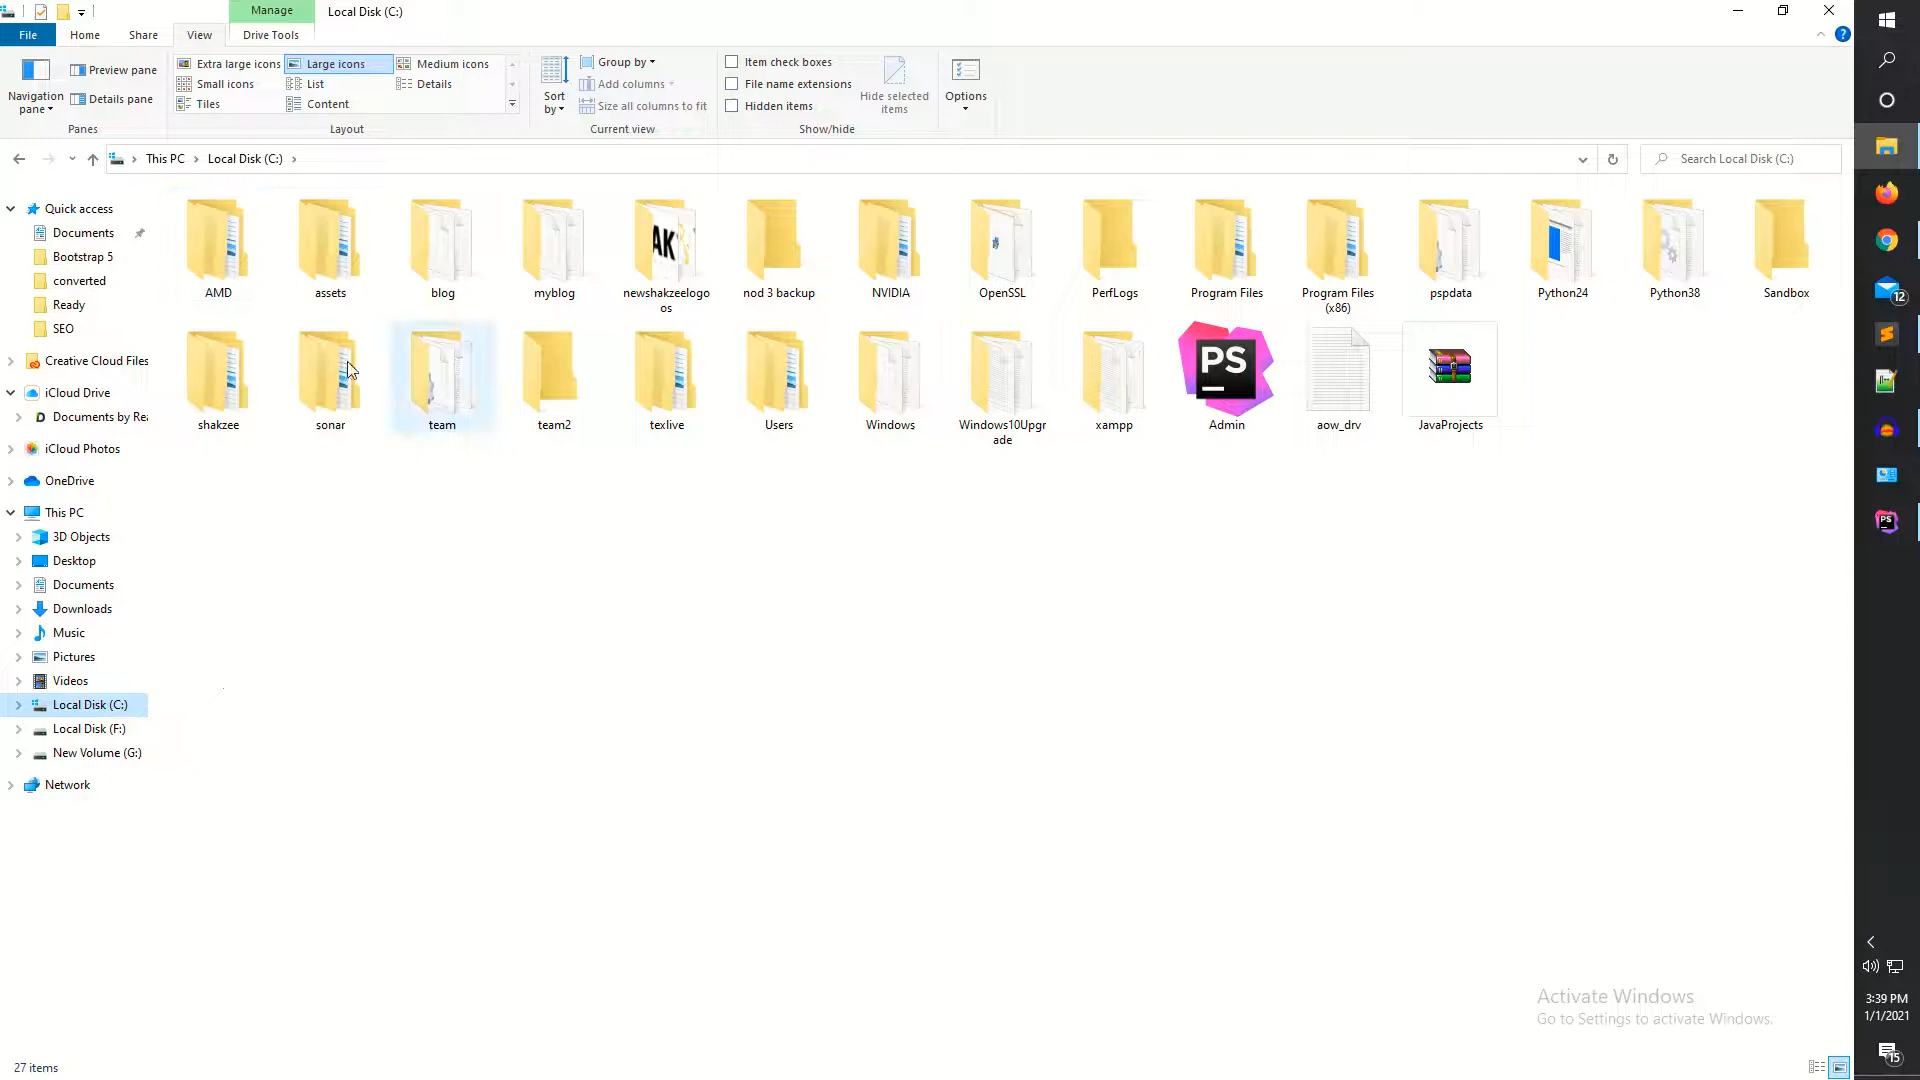 Manage
Local Disk (C:)
File
Home
Share
View
Drive Tools
Navigation
pane
Preview pane
Details pane
Panes
Extra large icons
Large icons
Medium icons
Small icons
List
Details
Tiles
Content
Layout
Sort
by
Group by
Add columns
Size all columns to fit
Current view
Item check boxes
File name extensions
Hidden items
Hide selected
items
Show/hide
Options
This PC
Local Disk (C:)
Search Local Disk (C:)
Quick access
Documents
Bootstrap 5
converted
Ready
SEO
Creative Cloud Files
iCloud Drive
Documents by Rea
iCloud Photos
OneDrive
This PC
3D Objects
Desktop
Documents
Downloads
Music
Pictures
Videos
Local Disk (C:)
Local Disk (F:)
New Volume (G:)
Network
AK
AMD
assets
blog
myblog
newshakzeelogo
os
nod 3 backup
NVIDIA
OpenSSL
PerfLogs
Program Files
Program Files
(x86)
pspdata
Python24
Python38
Sandbox
PS
shakzee
sonar
team
team2
texlive
Users
Windows
Windows10Upgr
ade
xampp
Admin
aow_drv
JavaProjects
12
PS
Activate Windows
Go to Settings to activate Windows.
3:39 PM
1/1/2021
15
27 items